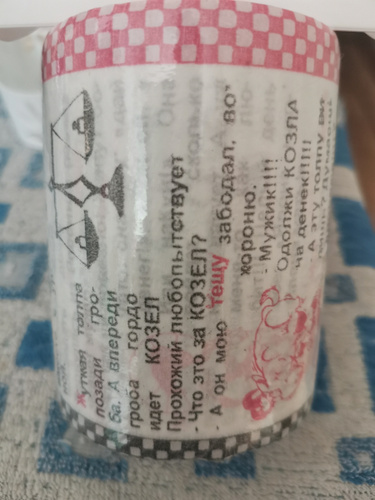 Жуткая толпа
позади гро-
ба. А впереди
гроба гордо
идет КОЗЕЛ
Прохожий любопытствует
- Что это за КОЗЕЛ?
- А он мою тещу забодал, во
хороню.
- Мужик!!!!
Одолжи КОЗЛА
на денек!!!!!
- А эту толпу ви